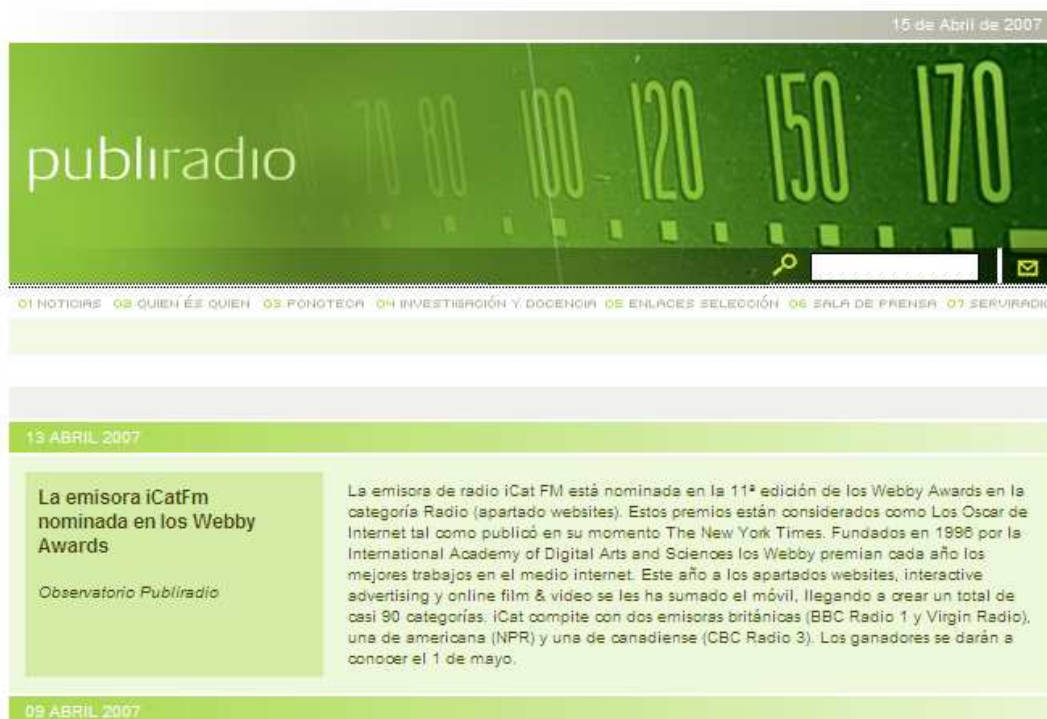 15 de Abril de 2007
70 80 100 120 150 170
publiradio
01 NOTICIAS 02 QUIEN ÉS QUIEN 03 FONOTECA 04 INVESTIGACIÓN Y DOCENCIA 05 ENLACES SELECCIÓN 06 SALA DE PRENSA 07 SERVIRADIO
13 ABRIL 2007
La emisora iCatFm
nominada en los Webby
Awards
Observatorio Publiradio
La emisora de radio iCat FM está nominada en la 11ª edición de los Webby Awards en la
categoría Radio (apartado websites). Estos premios están considerados como Los Oscar de
Internet tal como publicó en su momento The New York Times. Fundados en 1996 por la
International Academy of Digital Arts and Sciences los Webby premian cada año los
mejores trabajos en el medio internet. Este año a los apartados websites, interactive
advertising y online film & video se les ha sumado el móvil, llegando a crear un total de
casi 90 categorías. iCat compite con dos emisoras británicas (BBC Radio 1 y Virgin Radio),
una de americana (NPR) y una de canadiense (CBC Radio 3). Los ganadores se darán a
conocer el 1 de mayo.
09 ABRIL 2007